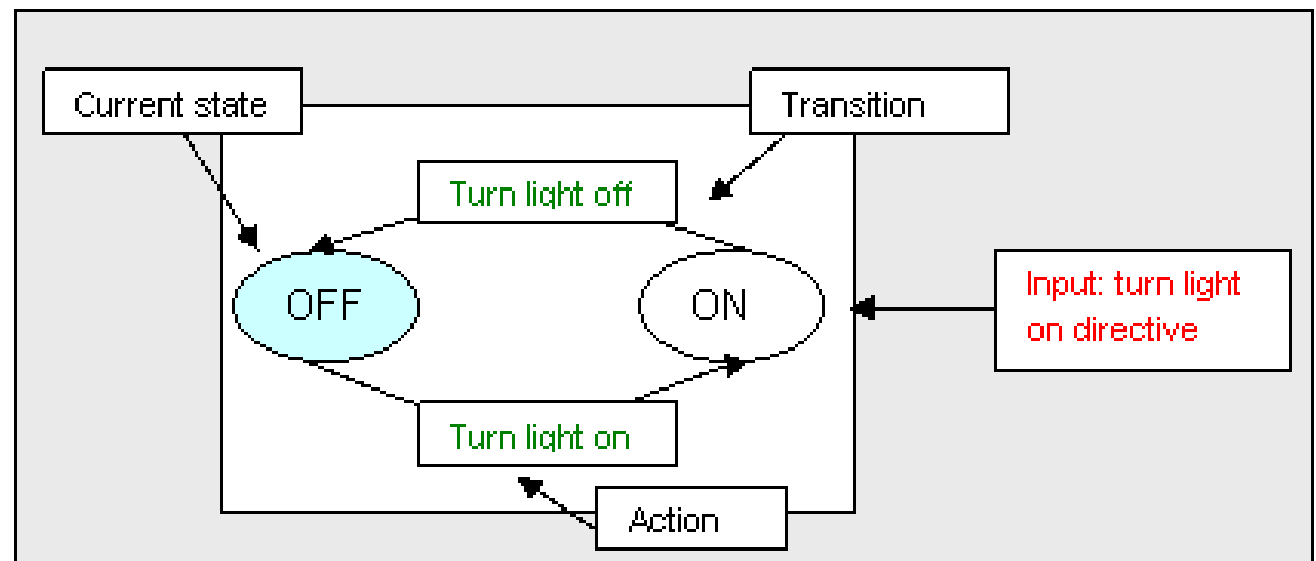 Current state
Transition
Turn light off
OFF
ON
Input: turn light
on directive
Turn light on
Action